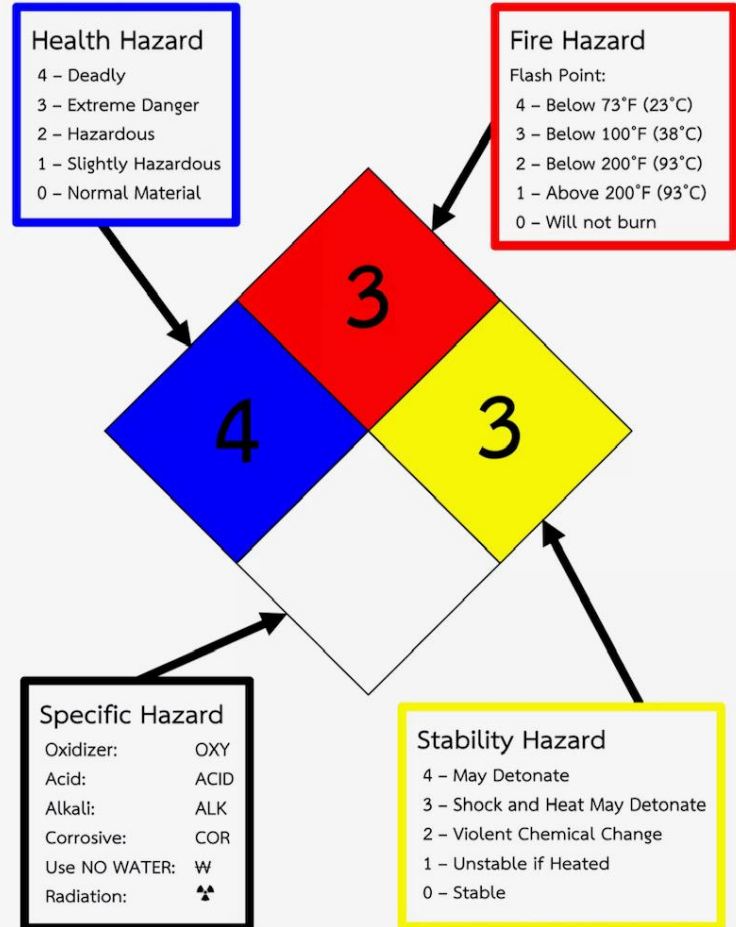 Health Hazard
4 – Deadly
3 – Extreme Danger
2 – Hazardous
1 – Slightly Hazardous
0 – Normal Material
Fire Hazard
Flash Point:
4 – Below 73°F (23°C)
3 – Below 100°F (38°C)
2 – Below 200°F (93°C)
1 – Above 200°F (93°C)
0 – Will not burn
3
4
3
Specific Hazard
Oxidizer: OXY
Acid: ACID
Alkali: ALK
Corrosive: COR
Use NO WATER: W̶
Radiation: ☢
Stability Hazard
4 – May Detonate
3 – Shock and Heat May Detonate
2 – Violent Chemical Change
1 – Unstable if Heated
0 – Stable